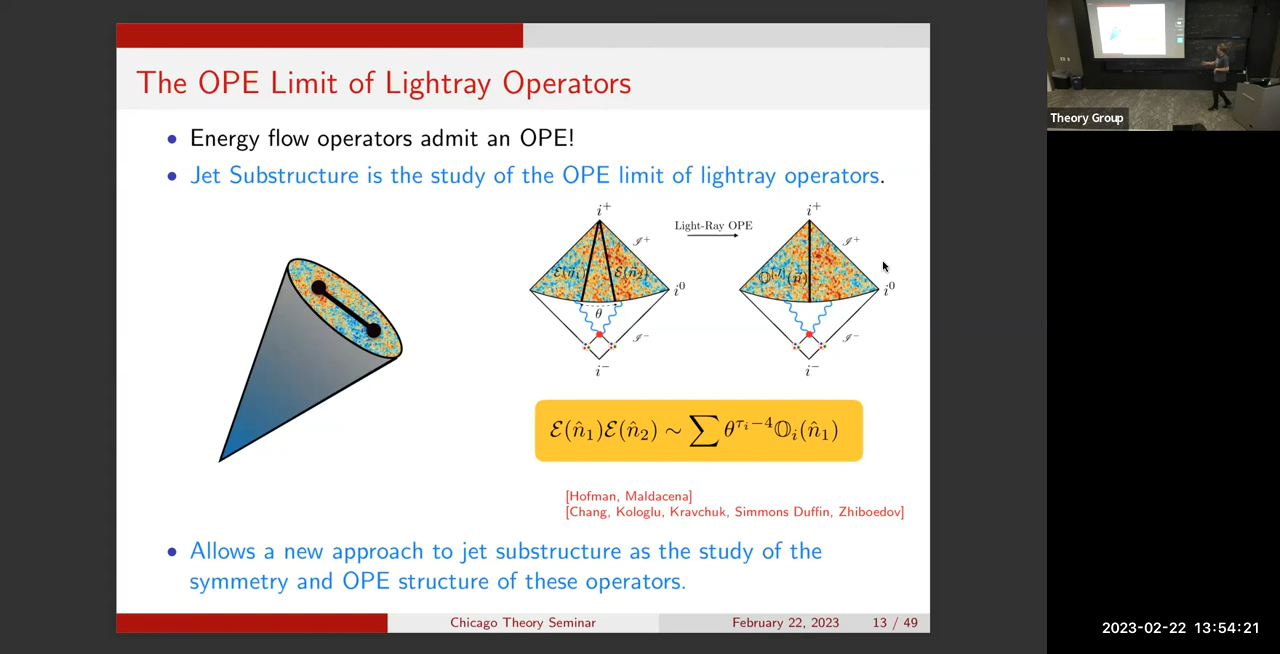 The OPE Limit of Lightray Operators
• Energy flow operators admit an OPE!
• Jet Substructure is the study of the OPE limit of lightray operators.
i⁺
ℐ⁺
ℰ(n⃗₁) ℰ(n⃗₂)
i⁰
θ
ℐ⁻
i⁻
Light-Ray OPE
i⁺
ℐ⁺
𝕆^[J](n⃗)
i⁰
ℐ⁻
i⁻
ℰ(n̂₁)ℰ(n̂₂) ∼ ∑ θ^{τᵢ−4} 𝕆ᵢ(n̂₁)
[Hofman, Maldacena]
[Chang, Kologlu, Kravchuk, Simmons Duffin, Zhiboedov]
• Allows a new approach to jet substructure as the study of the
symmetry and OPE structure of these operators.
Chicago Theory Seminar February 22, 2023 13 / 49
Theory Group
2023-02-22 13:54:21